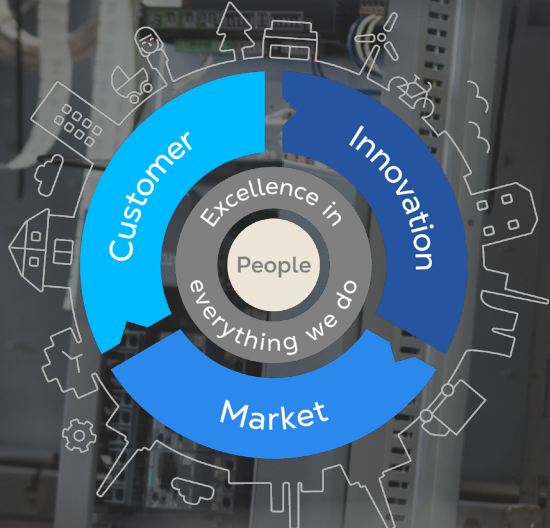 Customer
Innovation
Market
Excellence in
everything we do
People